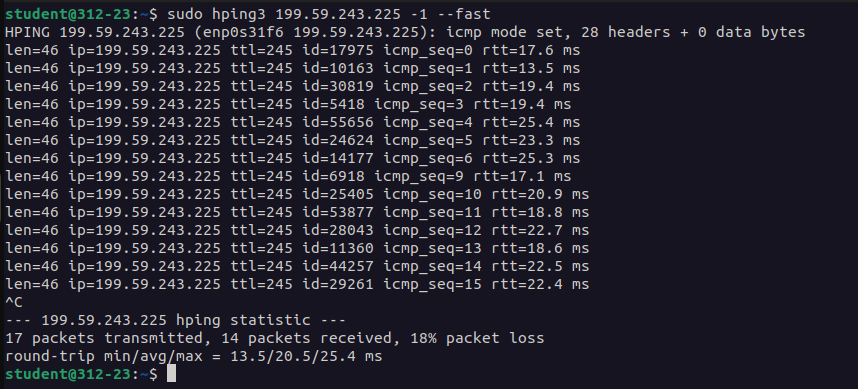 student@312-23:~$ sudo hping3 199.59.243.225 -1 --fast
HPING 199.59.243.225 (enp0s31f6 199.59.243.225): icmp mode set, 28 headers + 0 data bytes
len=46 ip=199.59.243.225 ttl=245 id=17975 icmp_seq=0 rtt=17.6 ms
len=46 ip=199.59.243.225 ttl=245 id=10163 icmp_seq=1 rtt=13.5 ms
len=46 ip=199.59.243.225 ttl=245 id=30819 icmp_seq=2 rtt=19.4 ms
len=46 ip=199.59.243.225 ttl=245 id=5418 icmp_seq=3 rtt=19.4 ms
len=46 ip=199.59.243.225 ttl=245 id=55656 icmp_seq=4 rtt=25.4 ms
len=46 ip=199.59.243.225 ttl=245 id=24624 icmp_seq=5 rtt=23.3 ms
len=46 ip=199.59.243.225 ttl=245 id=14177 icmp_seq=6 rtt=25.3 ms
len=46 ip=199.59.243.225 ttl=245 id=6918 icmp_seq=9 rtt=17.1 ms
len=46 ip=199.59.243.225 ttl=245 id=25405 icmp_seq=10 rtt=20.9 ms
len=46 ip=199.59.243.225 ttl=245 id=53877 icmp_seq=11 rtt=18.8 ms
len=46 ip=199.59.243.225 ttl=245 id=28043 icmp_seq=12 rtt=22.7 ms
len=46 ip=199.59.243.225 ttl=245 id=11360 icmp_seq=13 rtt=18.6 ms
len=46 ip=199.59.243.225 ttl=245 id=44257 icmp_seq=14 rtt=22.5 ms
len=46 ip=199.59.243.225 ttl=245 id=29261 icmp_seq=15 rtt=22.4 ms
^C
--- 199.59.243.225 hping statistic ---
17 packets transmitted, 14 packets received, 18% packet loss
round-trip min/avg/max = 13.5/20.5/25.4 ms
student@312-23:~$